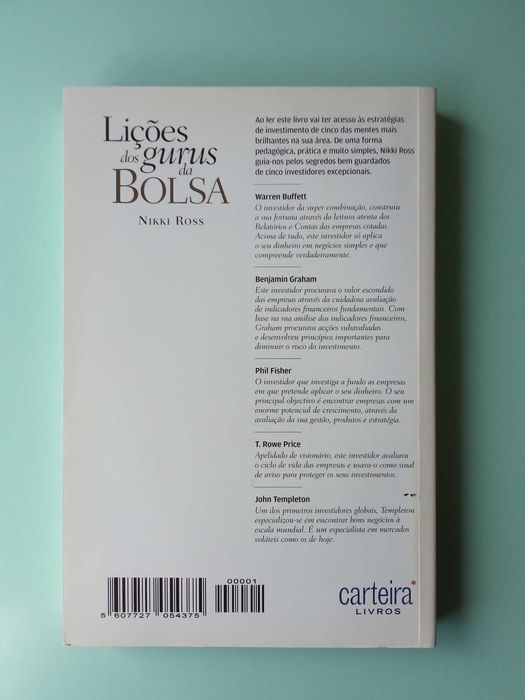 Lições
dos gurus
da
BOLSA
NIKKI ROSS
Ao ler este livro vai ter acesso às estratégias
de investimento de cinco das mentes mais
brilhantes na sua área. De uma forma
pedagógica, prática e muito simples, Nikki Ross
guia-nos pelos segredos bem guardados
de cinco investidores excepcionais.
Warren Buffett
O investidor da super combinação, construiu
a sua fortuna através da leitura atenta dos
Relatórios e Contas das empresas cotadas.
Acima de tudo, este investidor só aplica
o seu dinheiro em negócios simples e que
compreende verdadeiramente.
Benjamin Graham
Este investidor procurava o valor escondido
das empresas através da cuidadosa avaliação
de indicadores financeiros fundamentais. Com
base na sua análise dos indicadores financeiros,
Graham procurava acções subavaliadas
e desenvolveu princípios importantes para
diminuir o risco do investimento.
Phil Fisher
O investidor que investiga a fundo as empresas
em que pretende aplicar o seu dinheiro. O seu
principal objectivo é encontrar empresas com um
enorme potencial de crescimento, através da
avaliação da sua gestão, produtos e estratégia.
T. Rowe Price
Apelidado de visionário, este investidor avaliava
o ciclo de vida das empresas e usava-o como sinal
de aviso para proteger os seus investimentos.
John Templeton
Um dos primeiros investidores globais, Templeton
especializou-se em encontrar bons negócios à
escala mundial. É um especialista em mercados
voláteis como os de hoje.
00001
5 607727 054375
carteira*
LIVROS